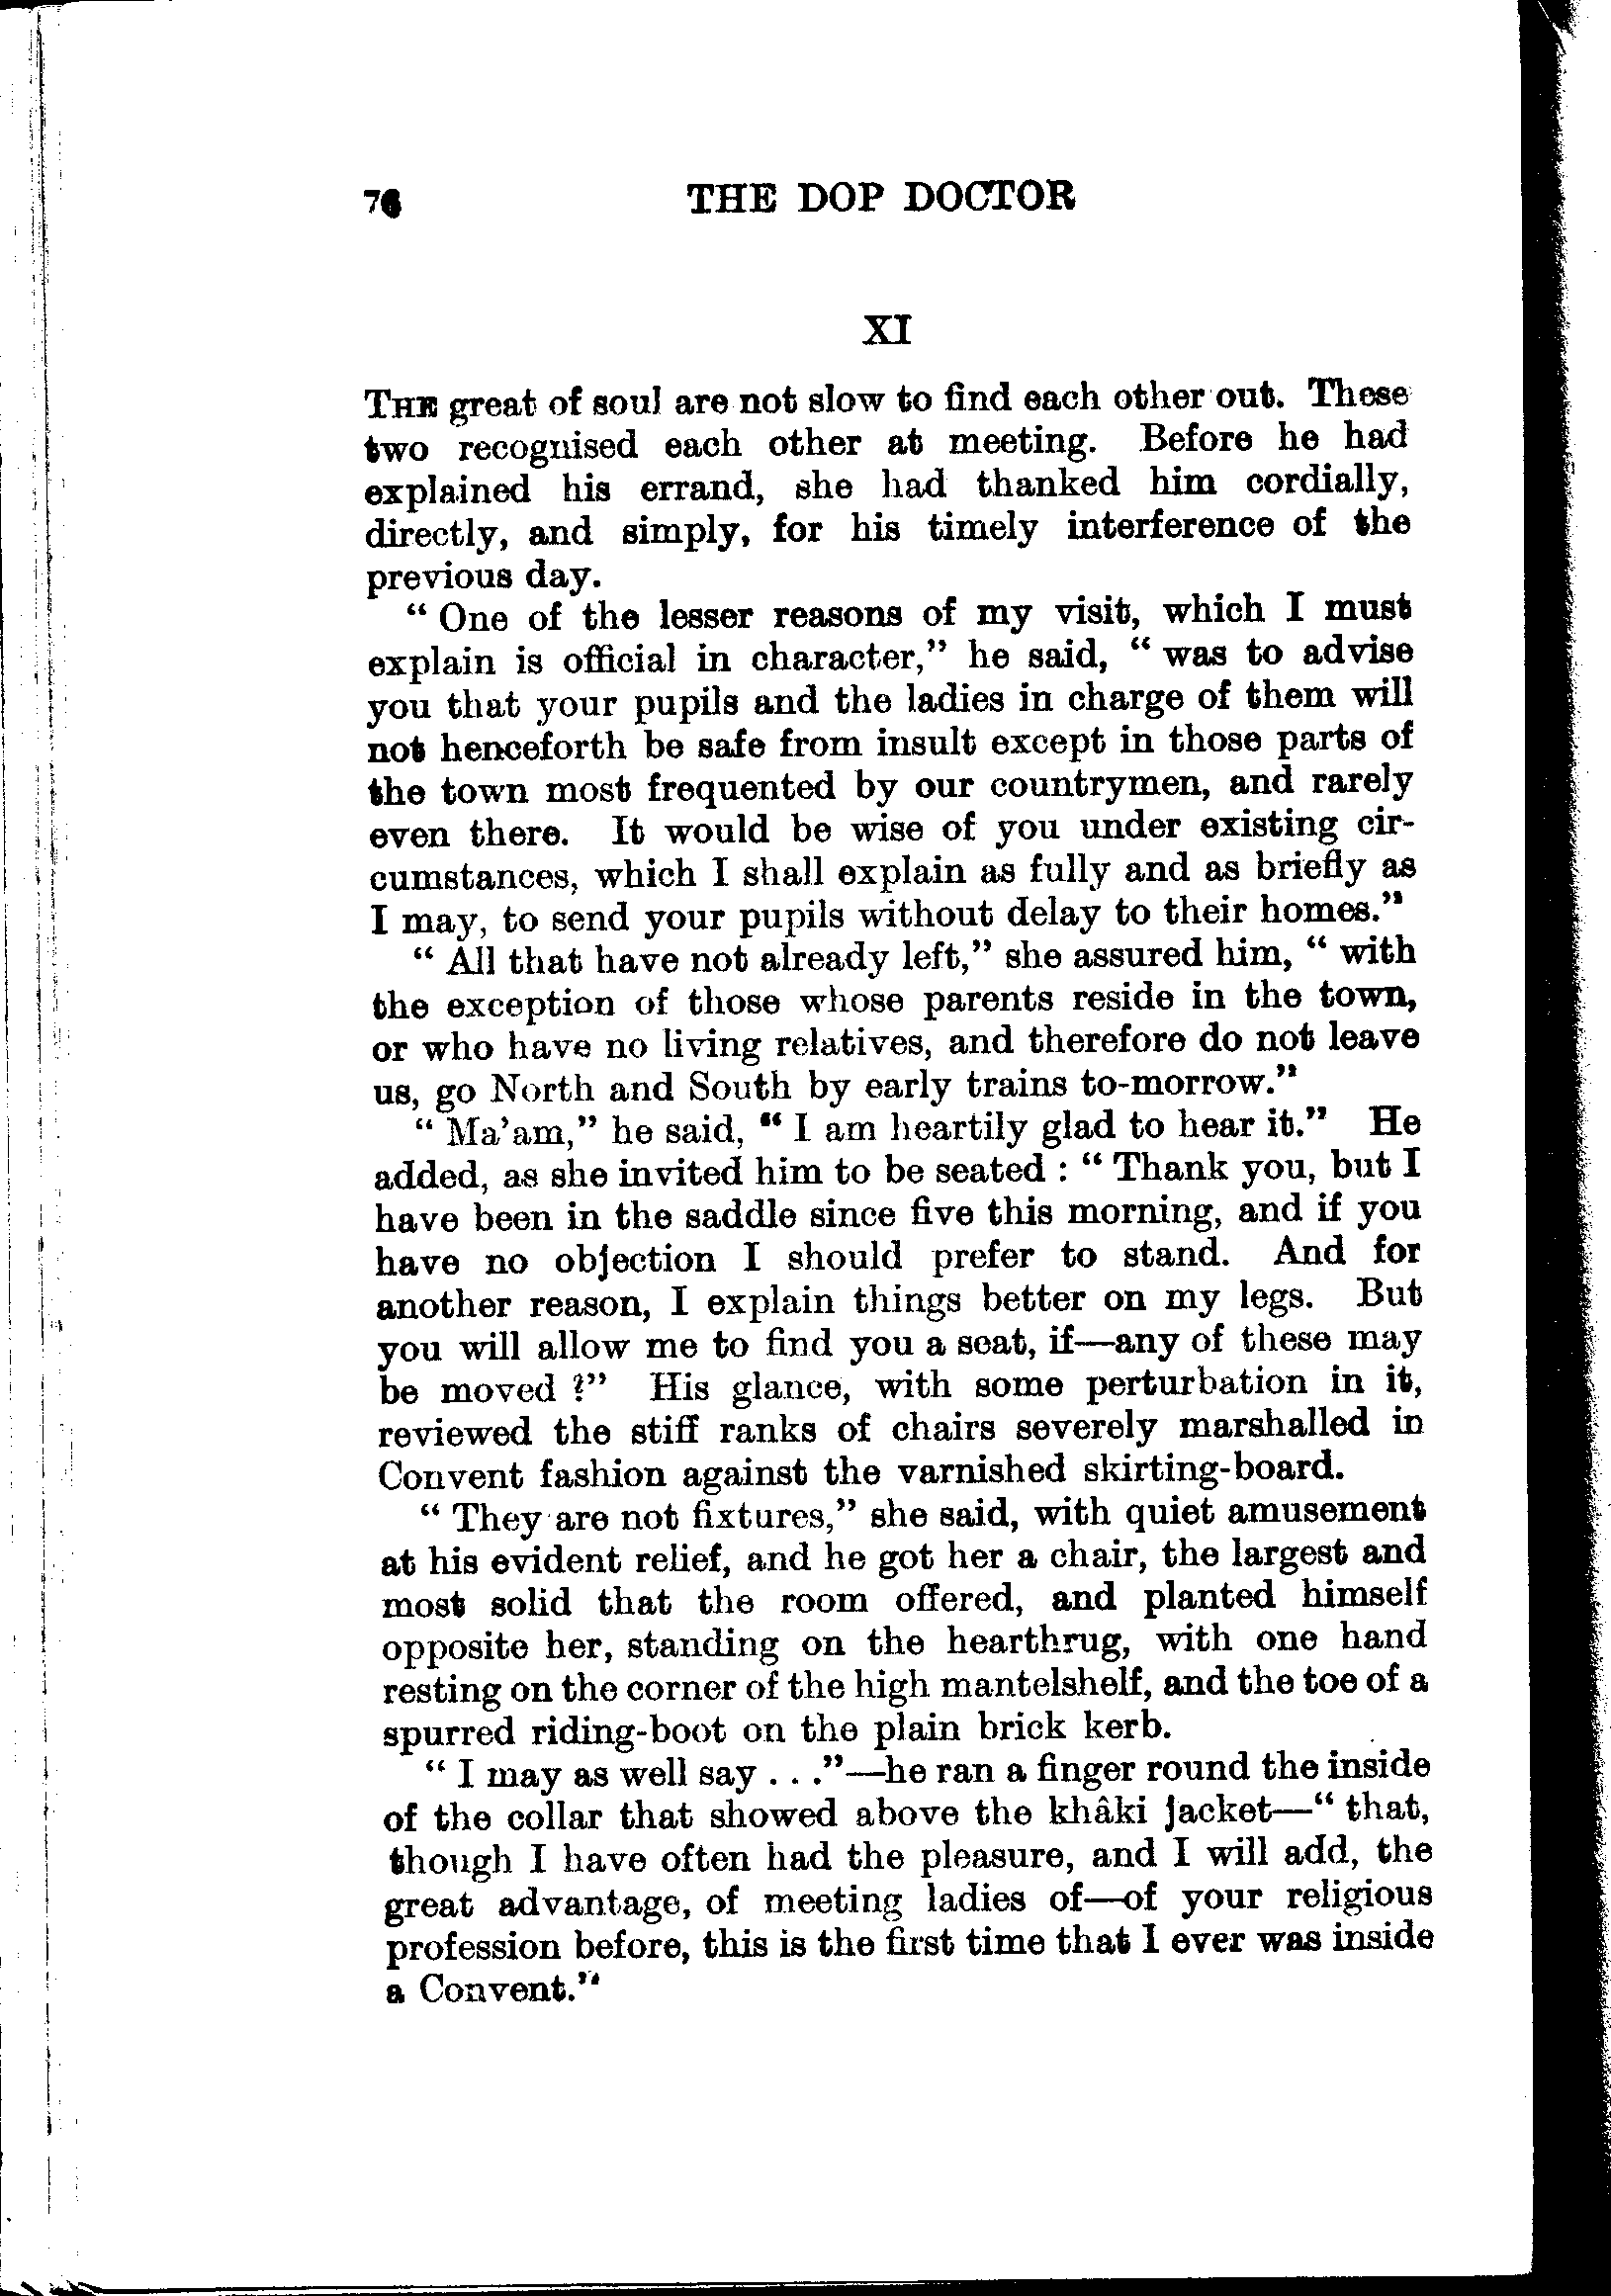 76 THE DOP DOCTOR
XI
THE great of soul are not slow to find each other out. These
two recognised each other at meeting. Before he had
explained his errand, she had thanked him cordially,
directly, and simply, for his timely interference of the
previous day.
“ One of the lesser reasons of my visit, which I must
explain is official in character,” he said, “ was to advise
you that your pupils and the ladies in charge of them will
not henceforth be safe from insult except in those parts of
the town most frequented by our countrymen, and rarely
even there. It would be wise of you under existing cir-
cumstances, which I shall explain as fully and as briefly as
I may, to send your pupils without delay to their homes.”
“ All that have not already left,” she assured him, “ with
the exception of those whose parents reside in the town,
or who have no living relatives, and therefore do not leave
us, go North and South by early trains to-morrow.”
“ Ma’am,” he said, “ I am heartily glad to hear it.” He
added, as she invited him to be seated : “ Thank you, but I
have been in the saddle since five this morning, and if you
have no objection I should prefer to stand. And for
another reason, I explain things better on my legs. But
you will allow me to find you a seat, if—any of these may
be moved ?” His glance, with some perturbation in it,
reviewed the stiff ranks of chairs severely marshalled in
Convent fashion against the varnished skirting-board.
“ They are not fixtures,” she said, with quiet amusement
at his evident relief, and he got her a chair, the largest and
most solid that the room offered, and planted himself
opposite her, standing on the hearthrug, with one hand
resting on the corner of the high mantelshelf, and the toe of a
spurred riding-boot on the plain brick kerb.
“ I may as well say . . .”—he ran a finger round the inside
of the collar that showed above the khâki jacket—“ that,
though I have often had the pleasure, and I will add, the
great advantage, of meeting ladies of—of your religious
profession before, this is the first time that I ever was inside
a Convent.”